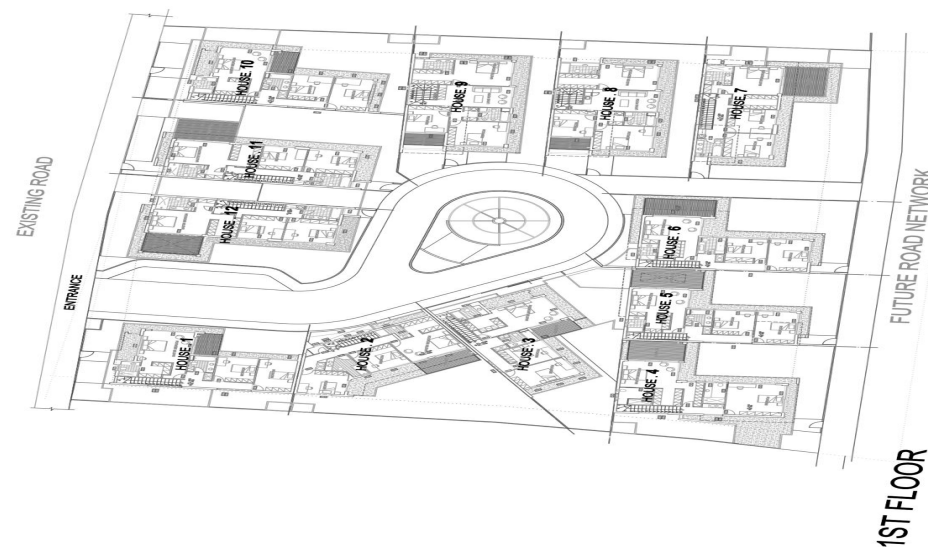 EXISTING ROAD
ENTRANCE
HOUSE. 10
HOUSE. 9
HOUSE. 8
HOUSE. 7
HOUSE. 11
HOUSE. 12
HOUSE. 6
HOUSE. 5
HOUSE. 4
HOUSE. 1
HOUSE. 2
HOUSE. 3
FUTURE ROAD NETWORK
1ST FLOOR